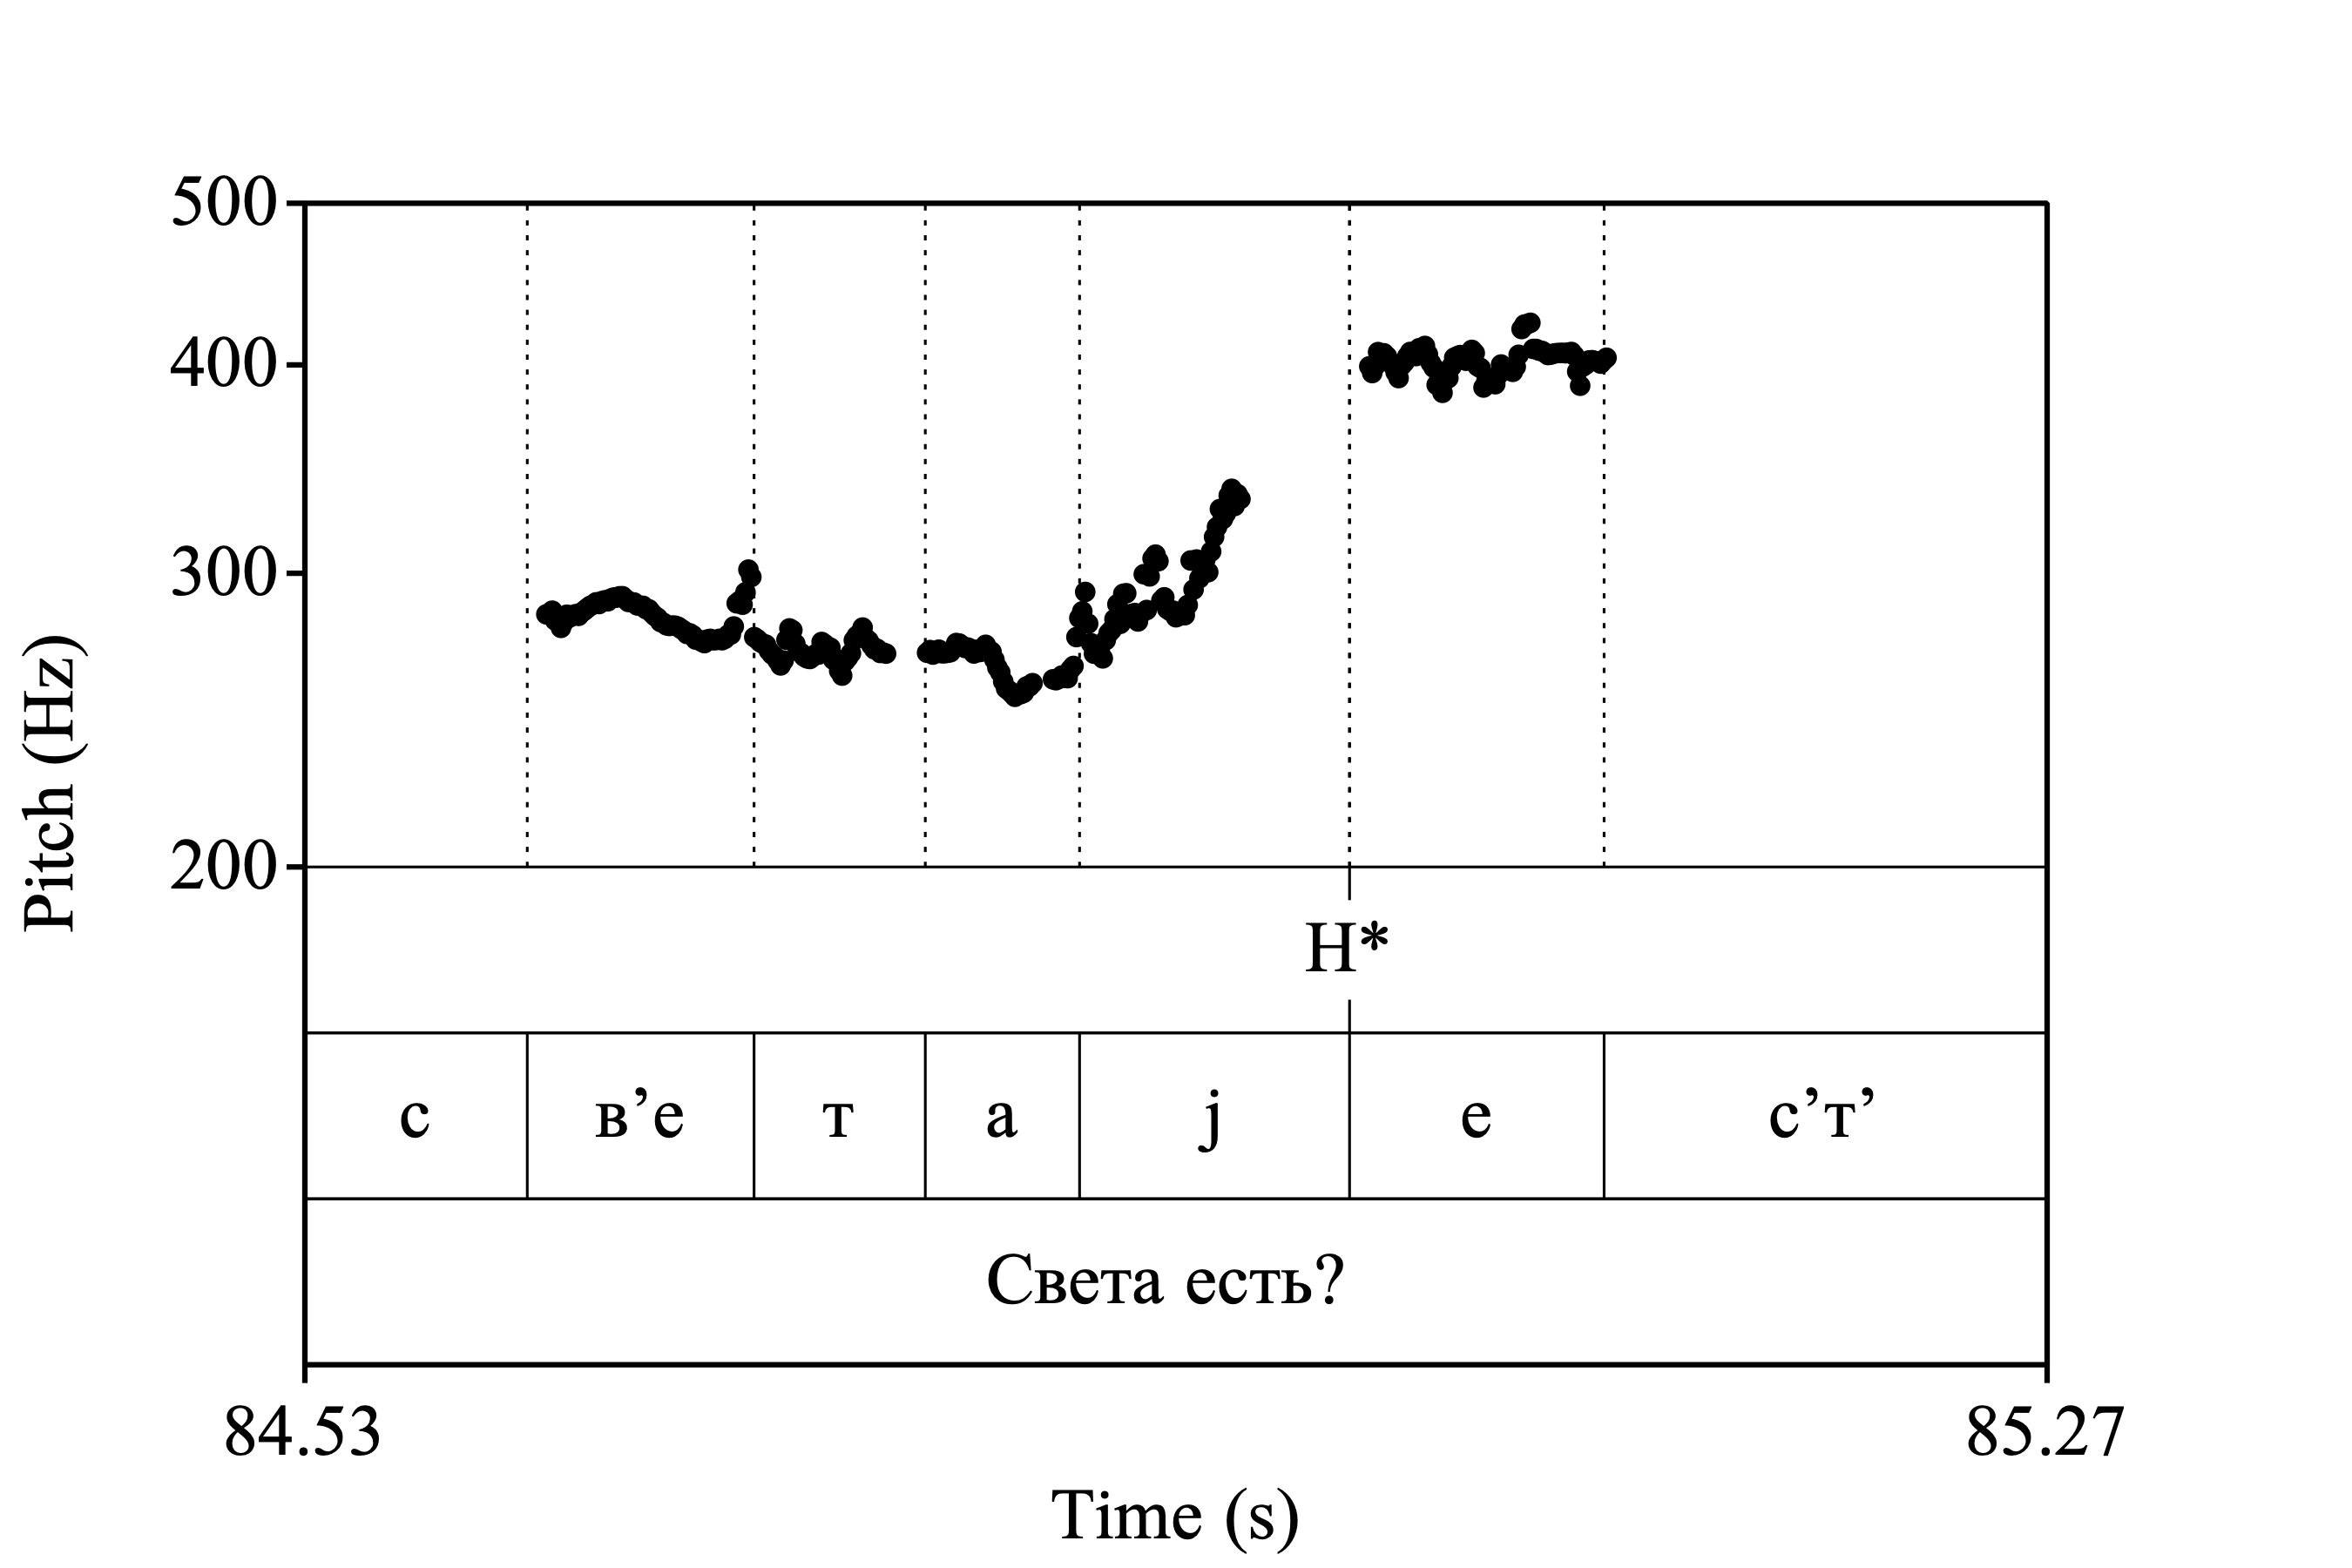 500
400
300
200
Pitch (Hz)
H*
с в’е т а j е с’т’
Света есть?
84.53 85.27
Time (s)